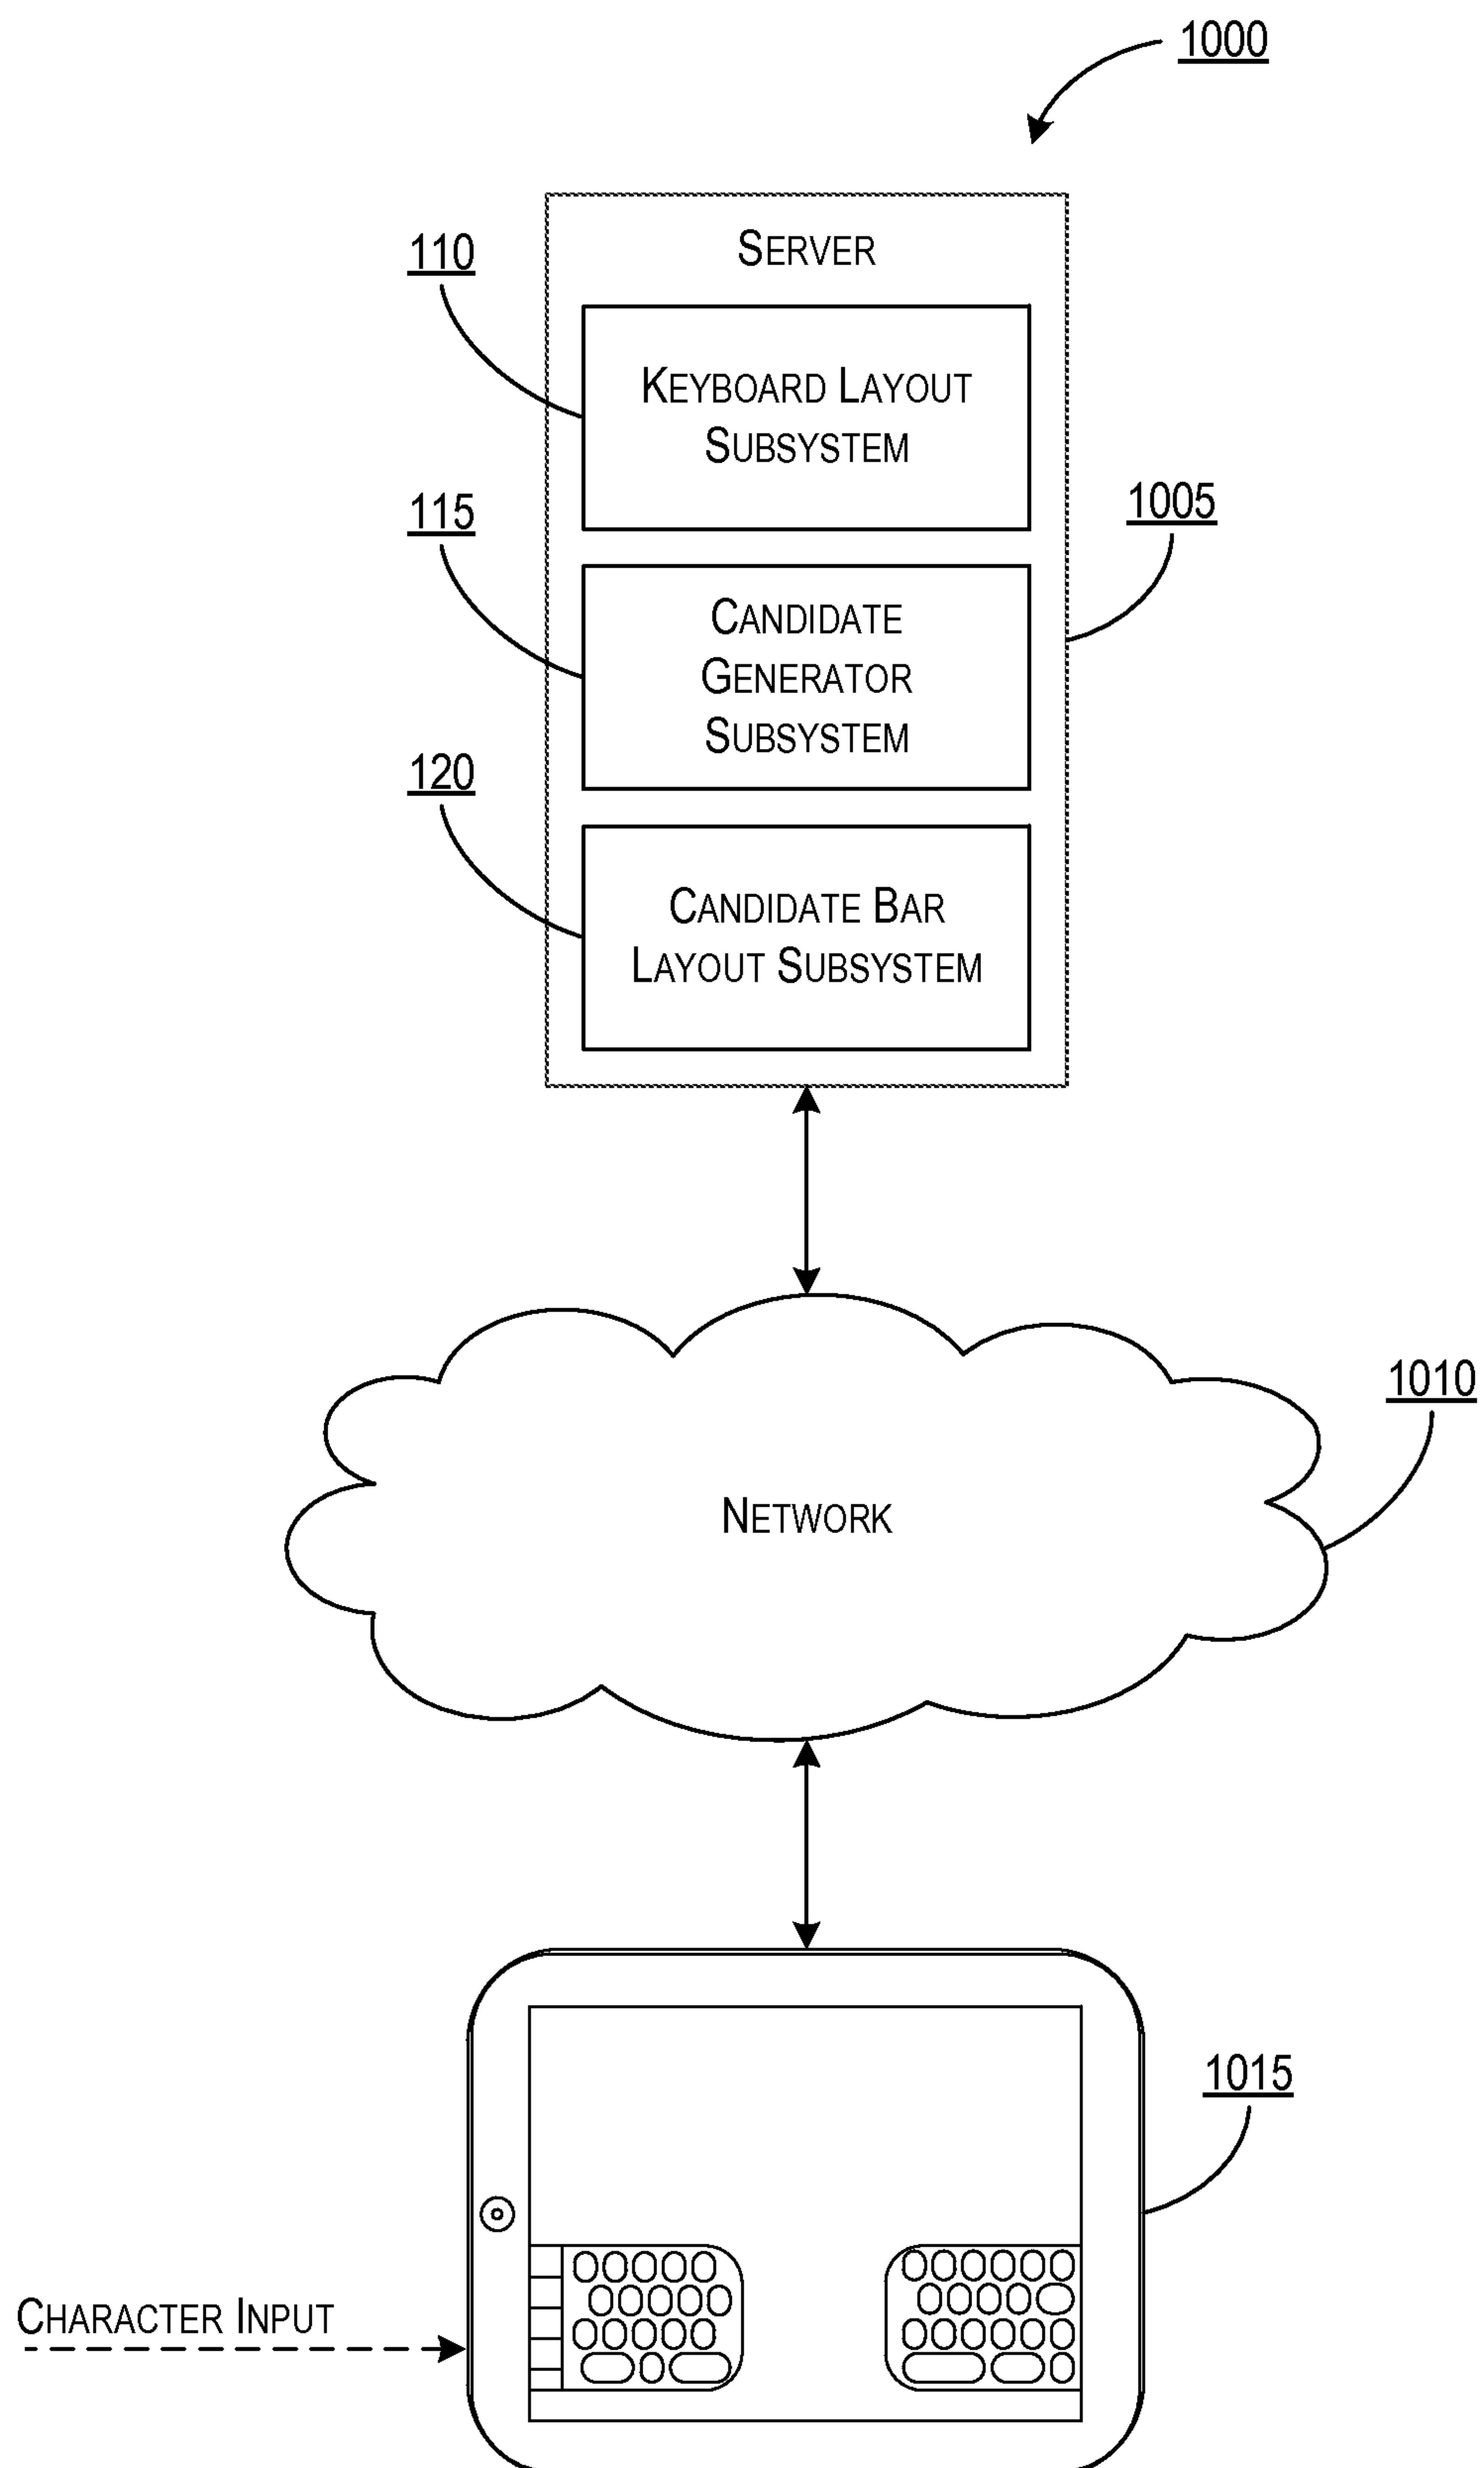 1000
SERVER
110
KEYBOARD LAYOUT
SUBSYSTEM
115
1005
CANDIDATE
GENERATOR
SUBSYSTEM
120
CANDIDATE BAR
LAYOUT SUBSYSTEM
1010
NETWORK
1015
CHARACTER INPUT